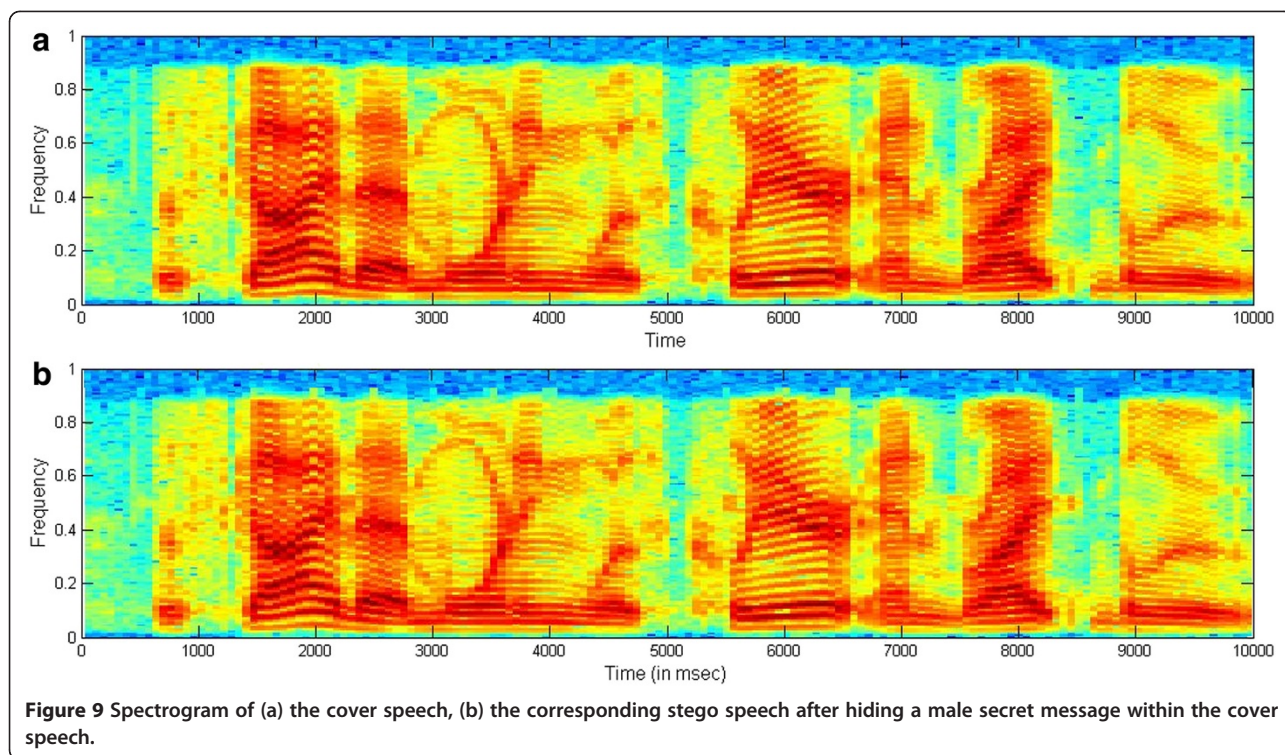 a
1
0.8
0.6
0.4
0.2
0
Frequency
0 1000 2000 3000 4000 5000 6000 7000 8000 9000 10000
Time
b
1
0.8
0.6
0.4
0.2
0
Frequency
0 1000 2000 3000 4000 5000 6000 7000 8000 9000 10000
Time (in msec)
Figure 9 Spectrogram of (a) the cover speech, (b) the corresponding stego speech after hiding a male secret message within the cover
speech.